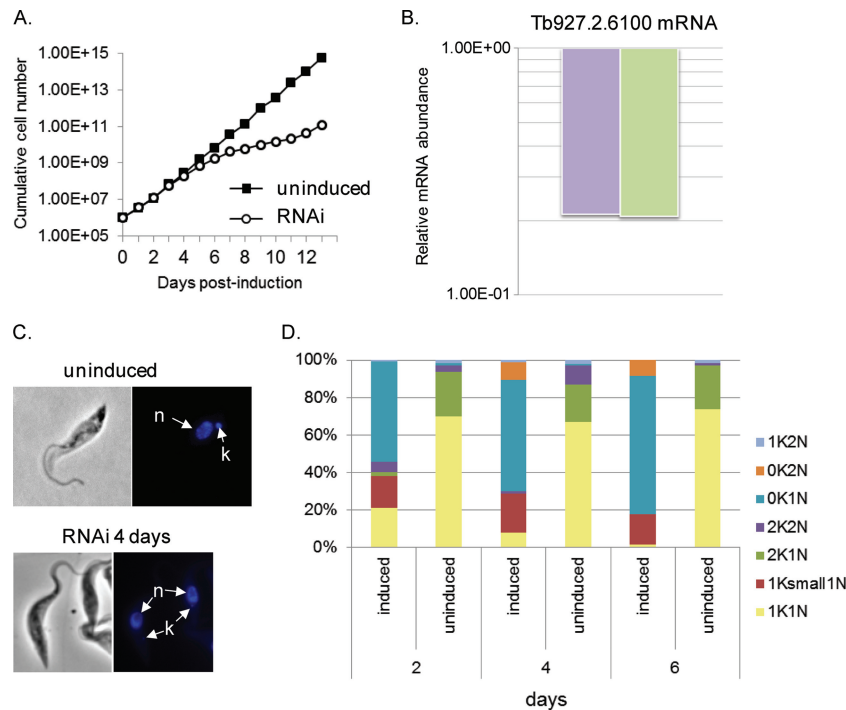 A.
1.00E+15
1.00E+13
1.00E+11
1.00E+09
1.00E+07
1.00E+05
Cumulative cell number
0 2 4 6 8 10 12
Days post-induction
uninduced
RNAi
B.
Tb927.2.6100 mRNA
1.00E+00
1.00E-01
Relative mRNA abundance
C.
uninduced
n
k
RNAi 4 days
n
k
D.
100%
80%
60%
40%
20%
0%
induced uninduced induced uninduced induced uninduced
2 4 6
days
1K2N
0K2N
0K1N
2K2N
2K1N
1Ksmall1N
1K1N